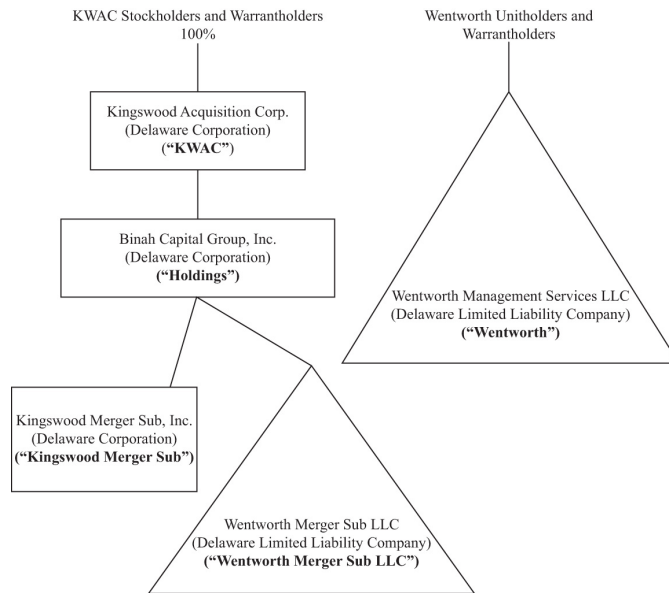 KWAC Stockholders and Warrantholders
100%
Wentworth Unitholders and
Warrantholders
Kingswood Acquisition Corp.
(Delaware Corporation)
(“KWAC”)
Binah Capital Group, Inc.
(Delaware Corporation)
(“Holdings”)
Wentworth Management Services LLC
(Delaware Limited Liability Company)
(“Wentworth”)
Kingswood Merger Sub, Inc.
(Delaware Corporation)
(“Kingswood Merger Sub”)
Wentworth Merger Sub LLC
(Delaware Limited Liability Company)
(“Wentworth Merger Sub LLC”)